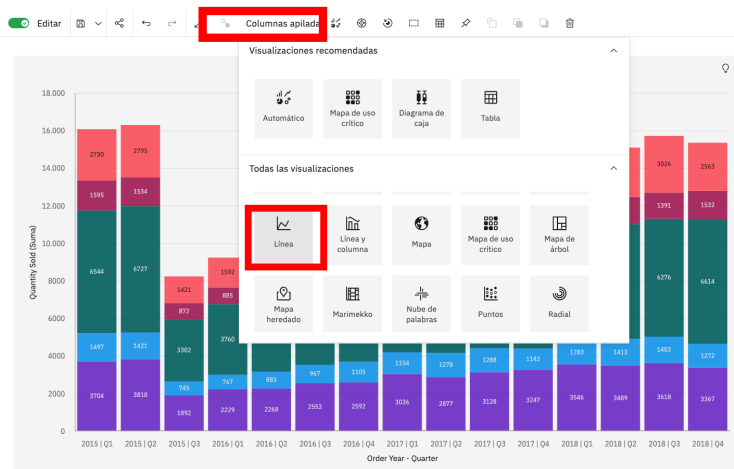 Editar
Columnas apilada
Visualizaciones recomendadas
Automático
Mapa de uso
crítico
Diagrama de
caja
Tabla
Todas las visualizaciones
Línea
Línea y
columna
Mapa
Mapa de uso
crítico
Mapa de
árbol
Mapa
heredado
Marimekko
Nube de
palabras
Puntos
Radial
Quantity Sold (Suma)
18.000
16.000
14.000
12.000
10.000
8000
6000
4000
2000
0
2730
2795
3026
2563
1595
1534
1391
1532
6544
6727
1421
1592
872
885
6276
6614
3302
3760
1497
1421
745
767
883
967
1105
1154
1278
1288
1143
1283
1413
1403
1272
3704
3818
1892
2229
2268
2552
2592
3036
2877
3128
3247
3546
3489
3618
3367
2015 | Q1
2015 | Q2
2015 | Q3
2016 | Q1
2016 | Q2
2016 | Q3
2016 | Q4
2017 | Q1
2017 | Q2
2017 | Q3
2017 | Q4
2018 | Q1
2018 | Q2
2018 | Q3
2018 | Q4
Order Year - Quarter